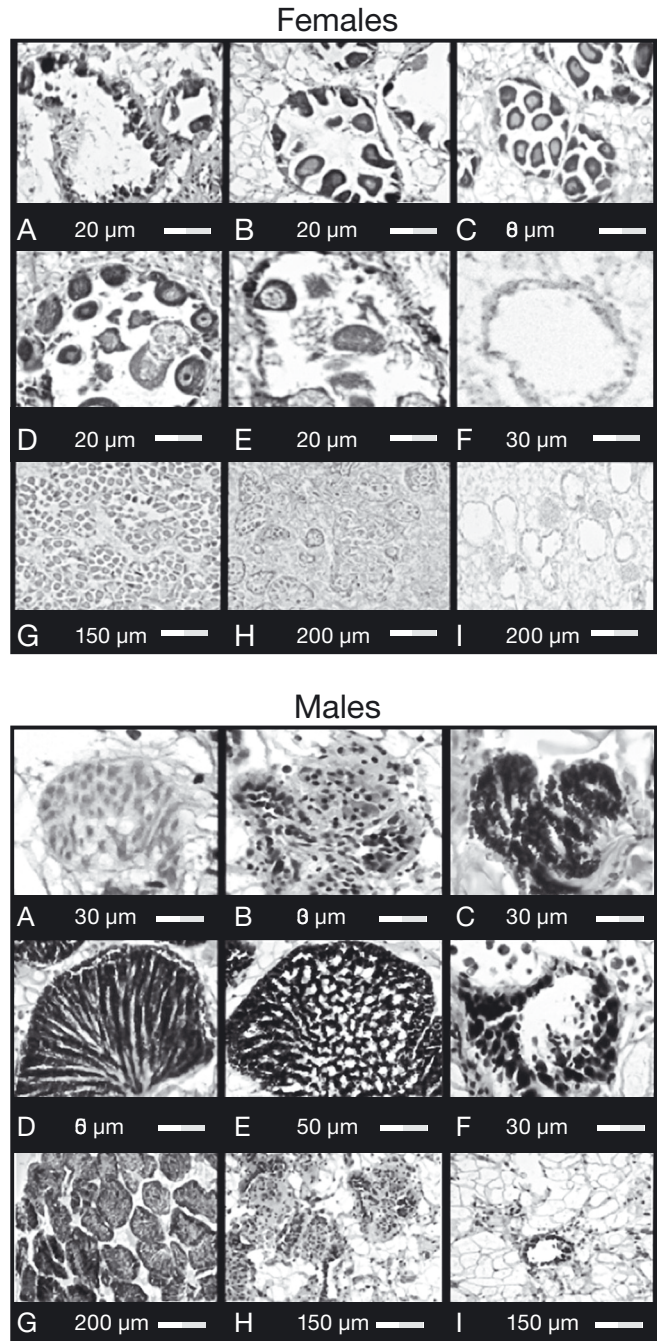 Females
A 20 µm B 20 µm C µm
D 20 µm E 20 µm F 30 µm
G 150 µm H 200 µm I 200 µm
Males
A 30 µm B µm C 30 µm
D µm E 50 µm F 30 µm
G 200 µm H 150 µm I 150 µm